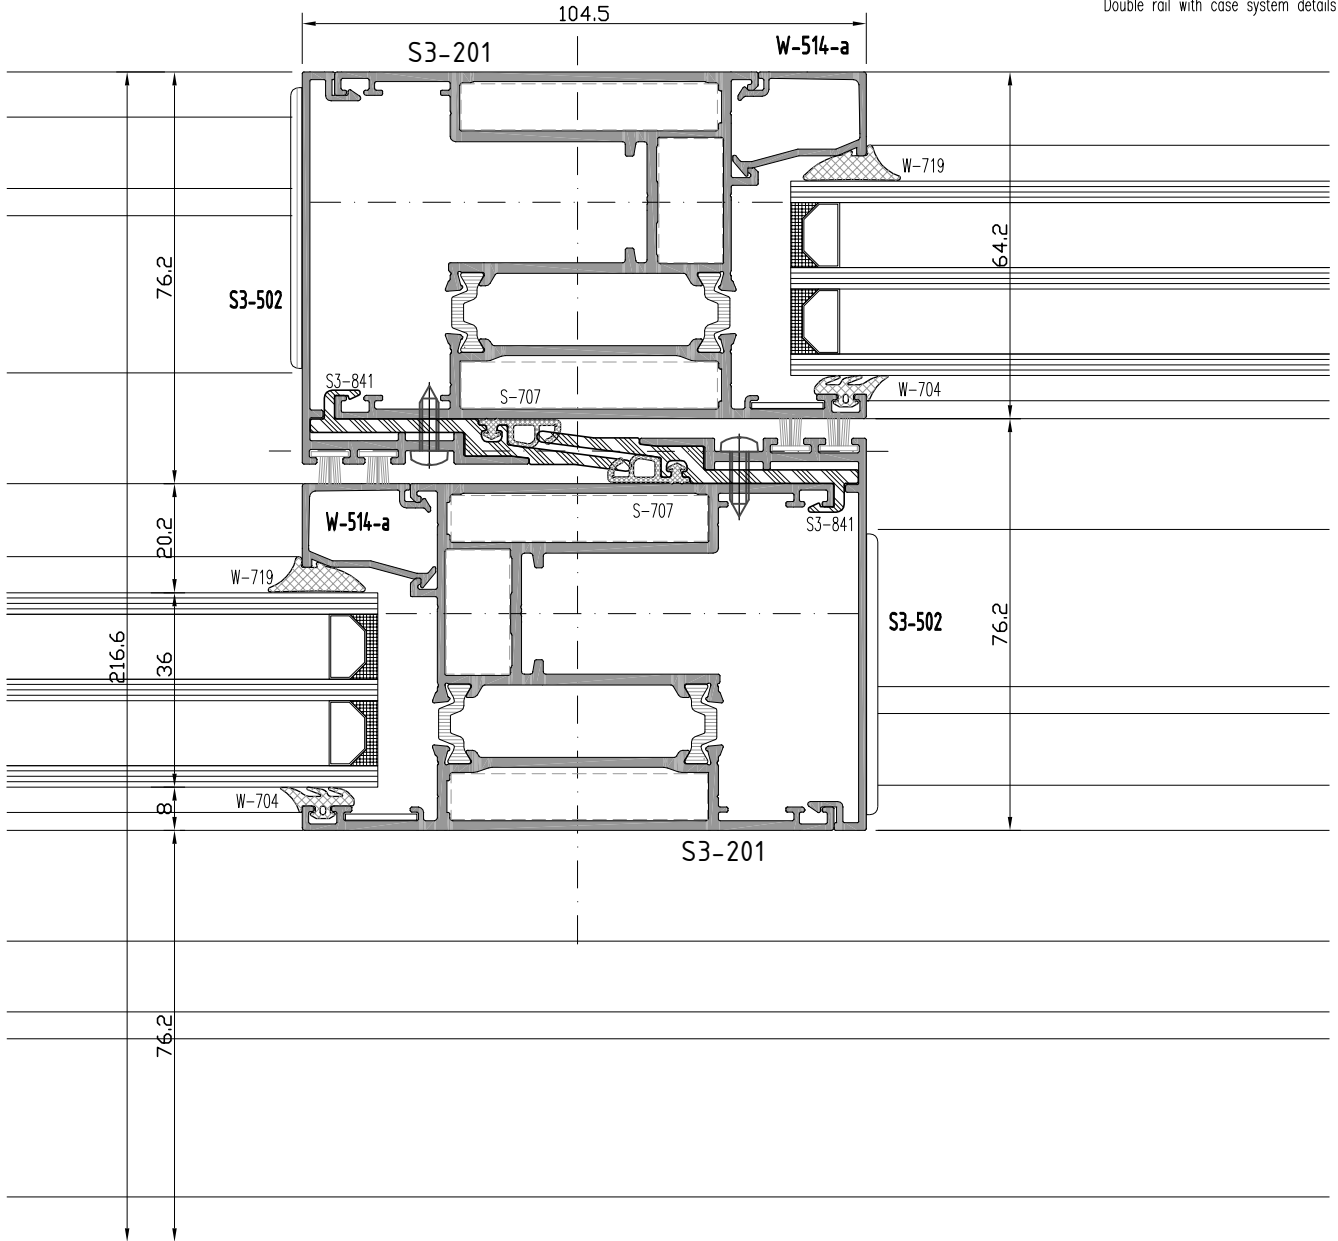 Double rail with case system details
104.5
S3-201
W-514-a
W-719
76.2
64.2
S3-502
S3-841
S-707
W-704
W-514-a
S-707
S3-841
20.2
W-719
216.6
36
S3-502
76.2
W-704
8
S3-201
76.2